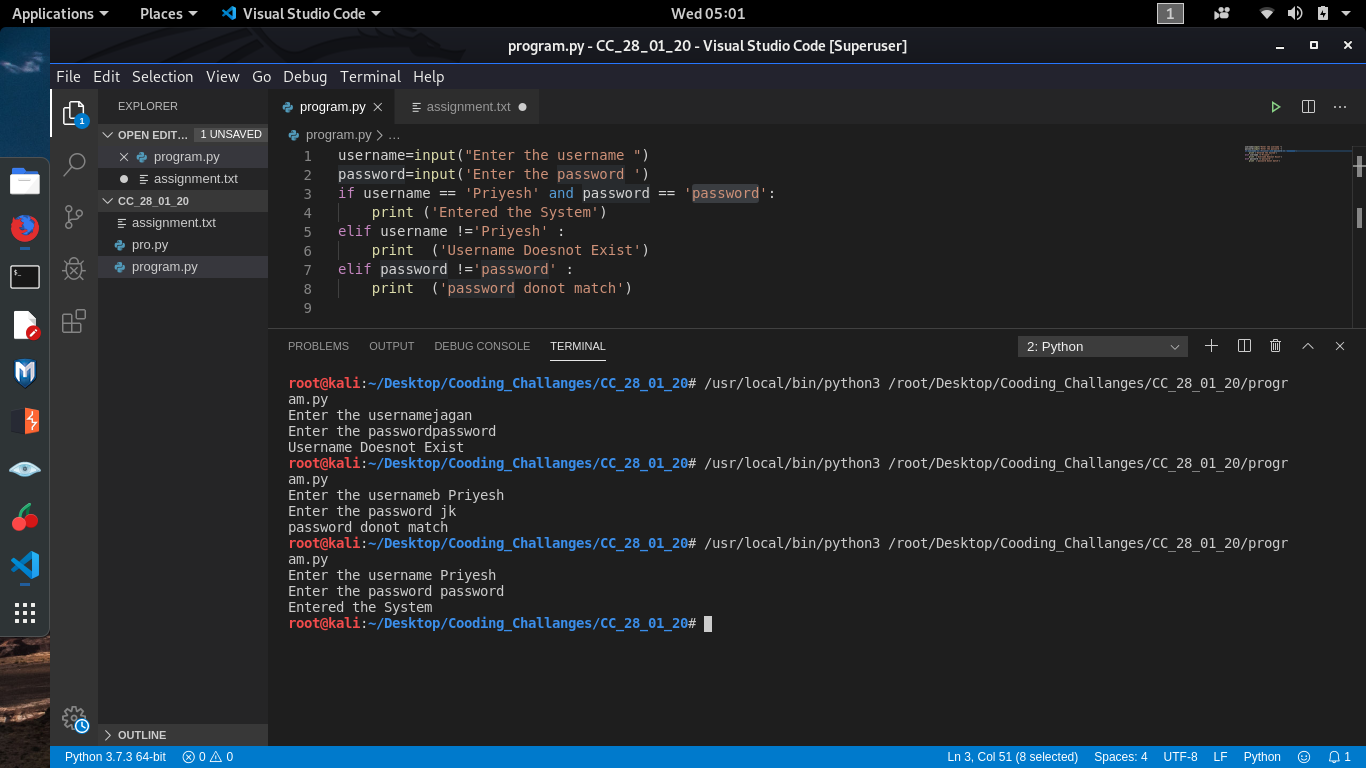 Applications Places Visual Studio Code Wed 05:01 1
program.py - CC_28_01_20 - Visual Studio Code [Superuser]
File Edit Selection View Go Debug Terminal Help
1
EXPLORER
OPEN EDIT... 1 UNSAVED
program.py
assignment.txt
CC_28_01_20
assignment.txt
pro.py
program.py
OUTLINE
program.py assignment.txt
program.py > ...
1 username=input("Enter the username ")
2 password=input('Enter the password ')
3 if username == 'Priyesh' and password == 'password':
4 print ('Entered the System')
5 elif username !='Priyesh' :
6 print  ('Username Doesnot Exist')
7 elif password !='password' :
8 print  ('password donot match')
9
PROBLEMS OUTPUT DEBUG CONSOLE TERMINAL 2: Python
root@kali:~/Desktop/Cooding_Challanges/CC_28_01_20# /usr/local/bin/python3 /root/Desktop/Cooding_Challanges/CC_28_01_20/progr
am.py
Enter the usernamejagan
Enter the passwordpassword
Username Doesnot Exist
root@kali:~/Desktop/Cooding_Challanges/CC_28_01_20# /usr/local/bin/python3 /root/Desktop/Cooding_Challanges/CC_28_01_20/progr
am.py
Enter the usernameb Priyesh
Enter the password jk
password donot match
root@kali:~/Desktop/Cooding_Challanges/CC_28_01_20# /usr/local/bin/python3 /root/Desktop/Cooding_Challanges/CC_28_01_20/progr
am.py
Enter the username Priyesh
Enter the password password
Entered the System
root@kali:~/Desktop/Cooding_Challanges/CC_28_01_20#
Python 3.7.3 64-bit 0 0 Ln 3, Col 51 (8 selected) Spaces: 4 UTF-8 LF Python 1